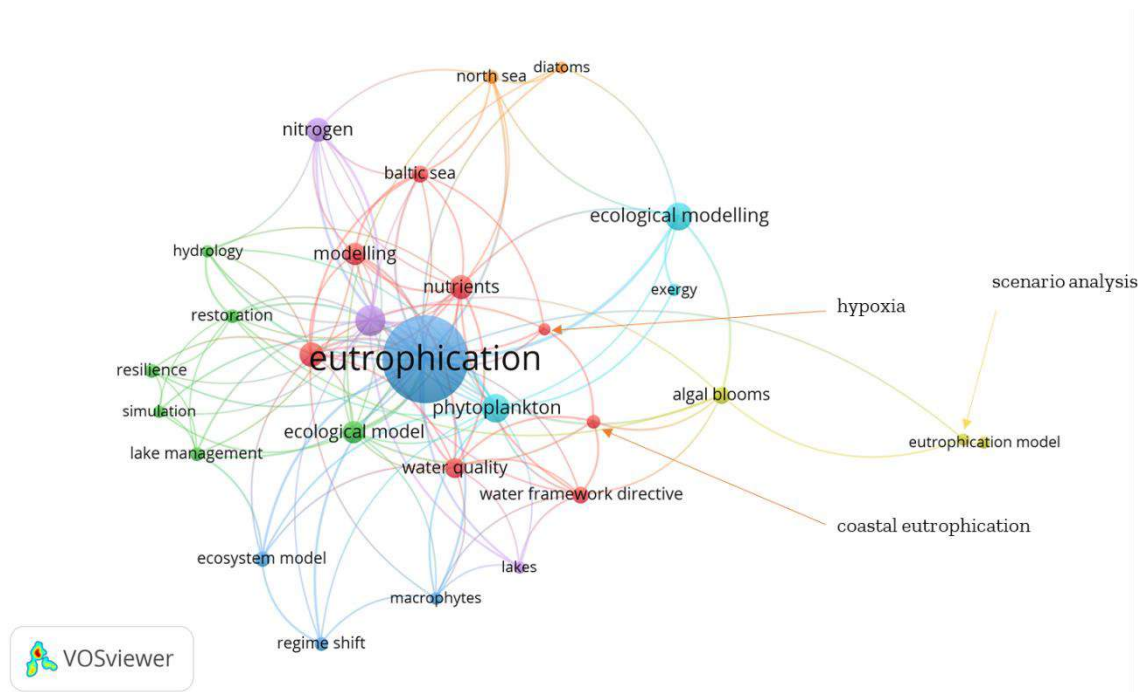 diatoms
north sea
nitrogen
baltic sea
ecological modelling
hydrology
modelling
scenario analysis
nutrients
exergy
hypoxia
restoration
eutrophication
resilience
algal blooms
simulation
phytoplankton
ecological model
eutrophication model
lake management
water quality
water framework directive
coastal eutrophication
ecosystem model
lakes
macrophytes
regime shift
VOSviewer